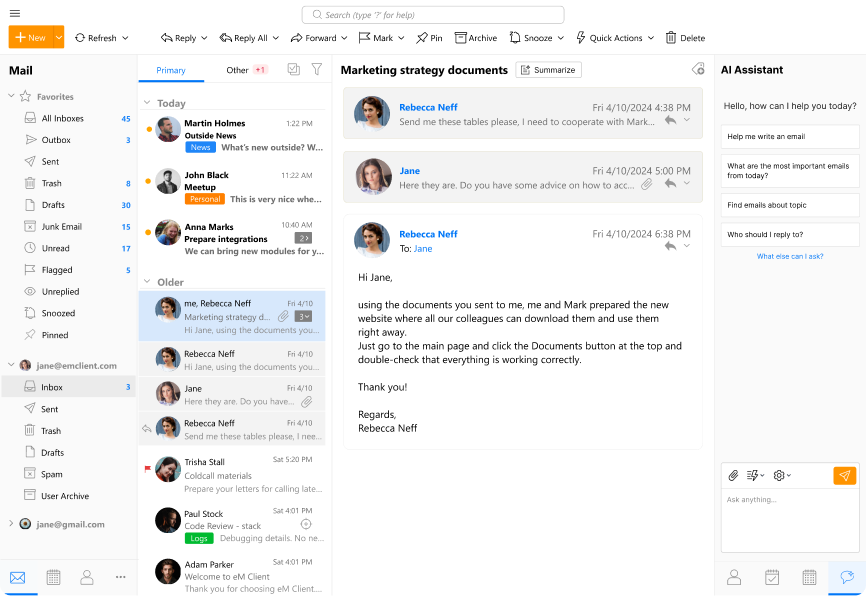 Search (type '?' for help)
New
Refresh
Reply
Reply All
Forward
Mark
Pin
Archive
Snooze
Quick Actions
Delete
Mail
Favorites
All Inboxes 45
Outbox 3
Sent
Trash 8
Drafts 30
Junk Email 15
Unread 17
Flagged 5
Unreplied
Snoozed
Pinned
jane@emclient.com
Inbox 3
Sent
Trash
Drafts
Spam
User Archive
jane@gmail.com
Primary
Other +1
Today
Martin Holmes 1:22 PM
Outside News
News What's new outside? W...
John Black 11:22 AM
Meetup
Personal This is very nice whe...
Anna Marks 10:40 AM
Prepare integrations 2
We can bring new modules for y...
Older
me, Rebecca Neff Fri 4/10
Marketing strategy d... 3
Hi Jane, using the documents you...
Rebecca Neff Fri 4/10
Hi Jane, using the documents you...
Jane Fri 4/10
Here they are. Do you have...
Rebecca Neff Fri 4/10
Send me these tables please, I nee...
Trisha Stall Sat 5:20 PM
Coldcall materials
Prepare your letters for calling late...
Paul Stock Sat 4:01 PM
Code Review - stack
Logs Debugging details. No ne...
Adam Parker Sat 4:01 PM
Welcome to eM Client
Thank you for choosing eM Client...
Marketing strategy documents
Summarize
Rebecca Neff Fri 4/10/2024 4:38 PM
Send me these tables please, I need to cooperate with Mark...
Jane Fri 4/10/2024 5:00 PM
Here they are. Do you have some advice on how to acc...
Rebecca Neff Fri 4/10/2024 6:38 PM
To: Jane
Hi Jane,
using the documents you sent to me, me and Mark prepared the new
website where all our colleagues can download them and use them
right away.
Just go to the main page and click the Documents button at the top and
double-check that everything is working correctly.
Thank you!
Regards,
Rebecca Neff
AI Assistant
Hello, how can I help you today?
Help me write an email
What are the most important emails
from today?
Find emails about topic
Who should I reply to?
What else can I ask?
Ask anything...